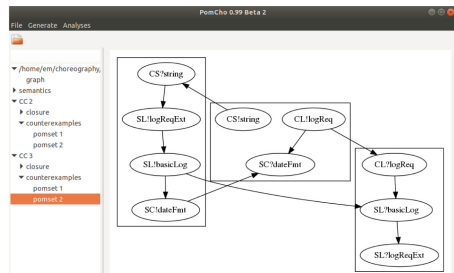 PomCho 0.99 Beta 2
File Generate Analyses
/home/em/choreography,
graph
semantics
CC 2
closure
counterexamples
pomset 1
pomset 2
CC 3
closure
counterexamples
pomset 1
pomset 2
CS?string
SL!logReqExt
SL!basicLog
SC!dateFmt
CS!string
CL!logReq
SC?dateFmt
CL?logReq
SL?basicLog
SL?logReqExt